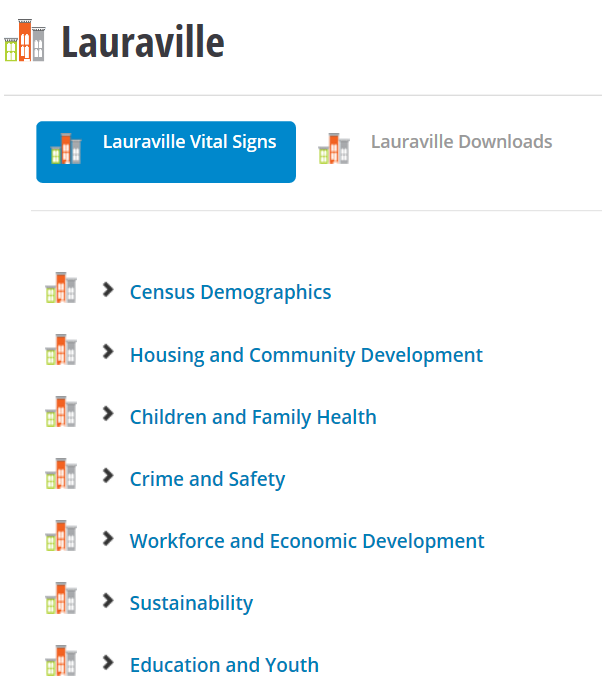 Lauraville
Lauraville Vital Signs
Lauraville Downloads
Census Demographics
Housing and Community Development
Children and Family Health
Crime and Safety
Workforce and Economic Development
Sustainability
Education and Youth